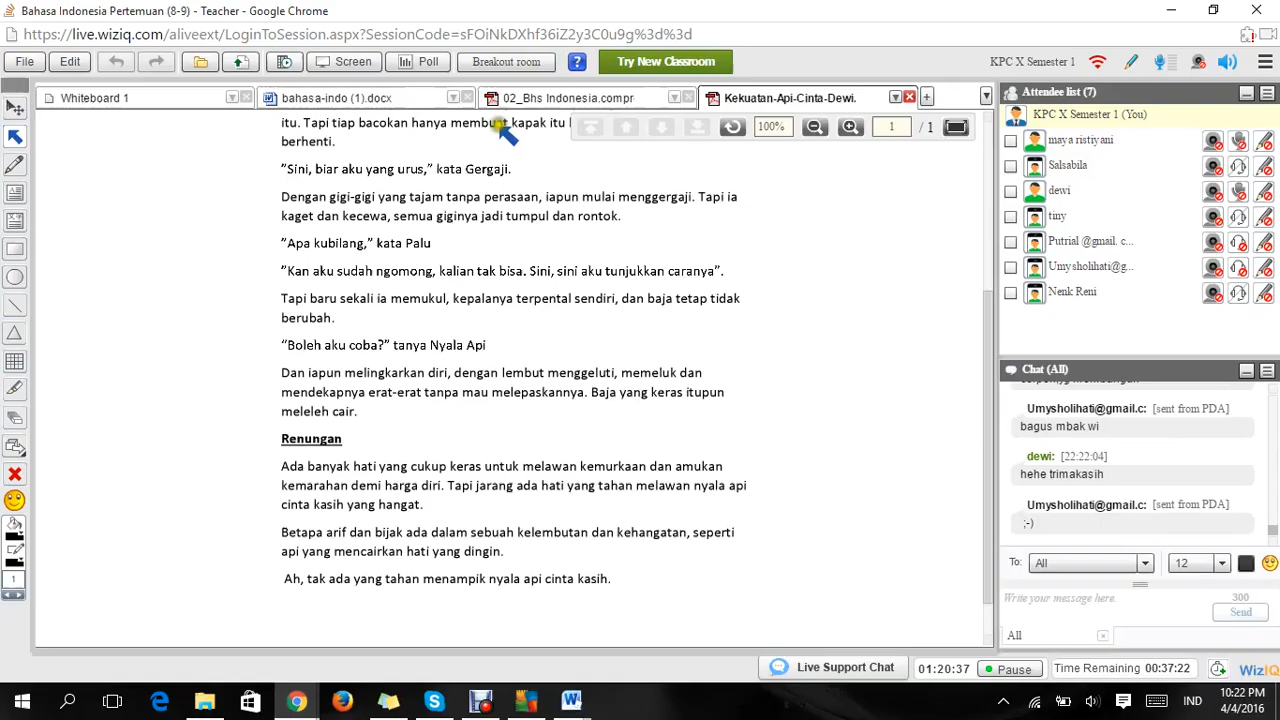 Bahasa Indonesia Pertemuan (8-9) - Teacher - Google Chrome
https://live.wiziq.com/aliveext/LoginToSession.aspx?SessionCode=sFOiNkDXhf36iZ2y3C0u9g%3d%3d
File Edit Screen Poll Breakout room ? Try New Classroom KPC X Semester 1
Whiteboard 1 bahasa-indo (1).docx 02_Bhs Indonesia.compr Kekuatan-Api-Cinta-Dewi.
100% 1 / 1
itu. Tapi tiap bacokan hanya membuat kapak itu
berhenti.
”Sini, biar aku yang urus,” kata Gergaji.
Dengan gigi-gigi yang tajam tanpa perasaan, iapun mulai menggergaji. Tapi ia
kaget dan kecewa, semua giginya jadi tumpul dan rontok.
”Apa kubilang,” kata Palu
”Kan aku sudah ngomong, kalian tak bisa. Sini, sini aku tunjukkan caranya”.
Tapi baru sekali ia memukul, kepalanya terpental sendiri, dan baja tetap tidak
berubah.
“Boleh aku coba?” tanya Nyala Api
Dan iapun melingkarkan diri, dengan lembut menggeluti, memeluk dan
mendekapnya erat-erat tanpa mau melepaskannya. Baja yang keras itupun
meleleh cair.
Renungan
Ada banyak hati yang cukup keras untuk melawan kemurkaan dan amukan
kemarahan demi harga diri. Tapi jarang ada hati yang tahan melawan nyala api
cinta kasih yang hangat.
Betapa arif dan bijak ada dalam sebuah kelembutan dan kehangatan, seperti
api yang mencairkan hati yang dingin.
Ah, tak ada yang tahan menampik nyala api cinta kasih.
1
Attendee list (7)
KPC X Semester 1 (You)
maya ristiyani
Salsabila
dewi
tiny
Putrial @gmail. c...
Umysholihati@g...
Nenk Reni
Chat (All)
Umysholihati@gmail.c: [sent from PDA]
bagus mbak wi
dewi: [22:22:04]
hehe trimakasih
Umysholihati@gmail.c: [sent from PDA]
;-)
To: All 12
Write your message here. 300
Send
All
Live Support Chat 01:20:37 Pause Time Remaining 00:37:22 WizIQ
IND 10:22 PM
4/4/2016